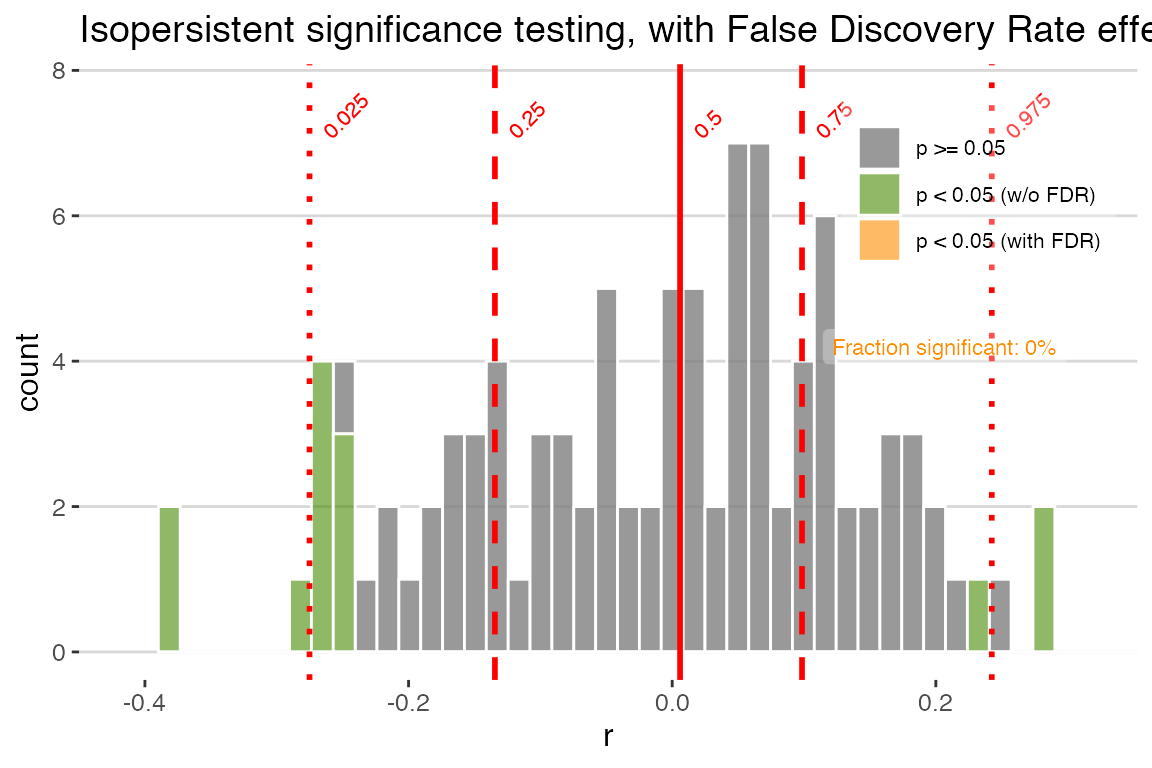 Isopersistent significance testing, with False Discovery Rate effe
8
0.025
0.25
0.5
0.75
0.975
p >= 0.05
p < 0.05 (w/o FDR)
p < 0.05 (with FDR)
6
Fraction significant: 0%
4
count
2
0
-0.4
-0.2
0.0
0.2
r